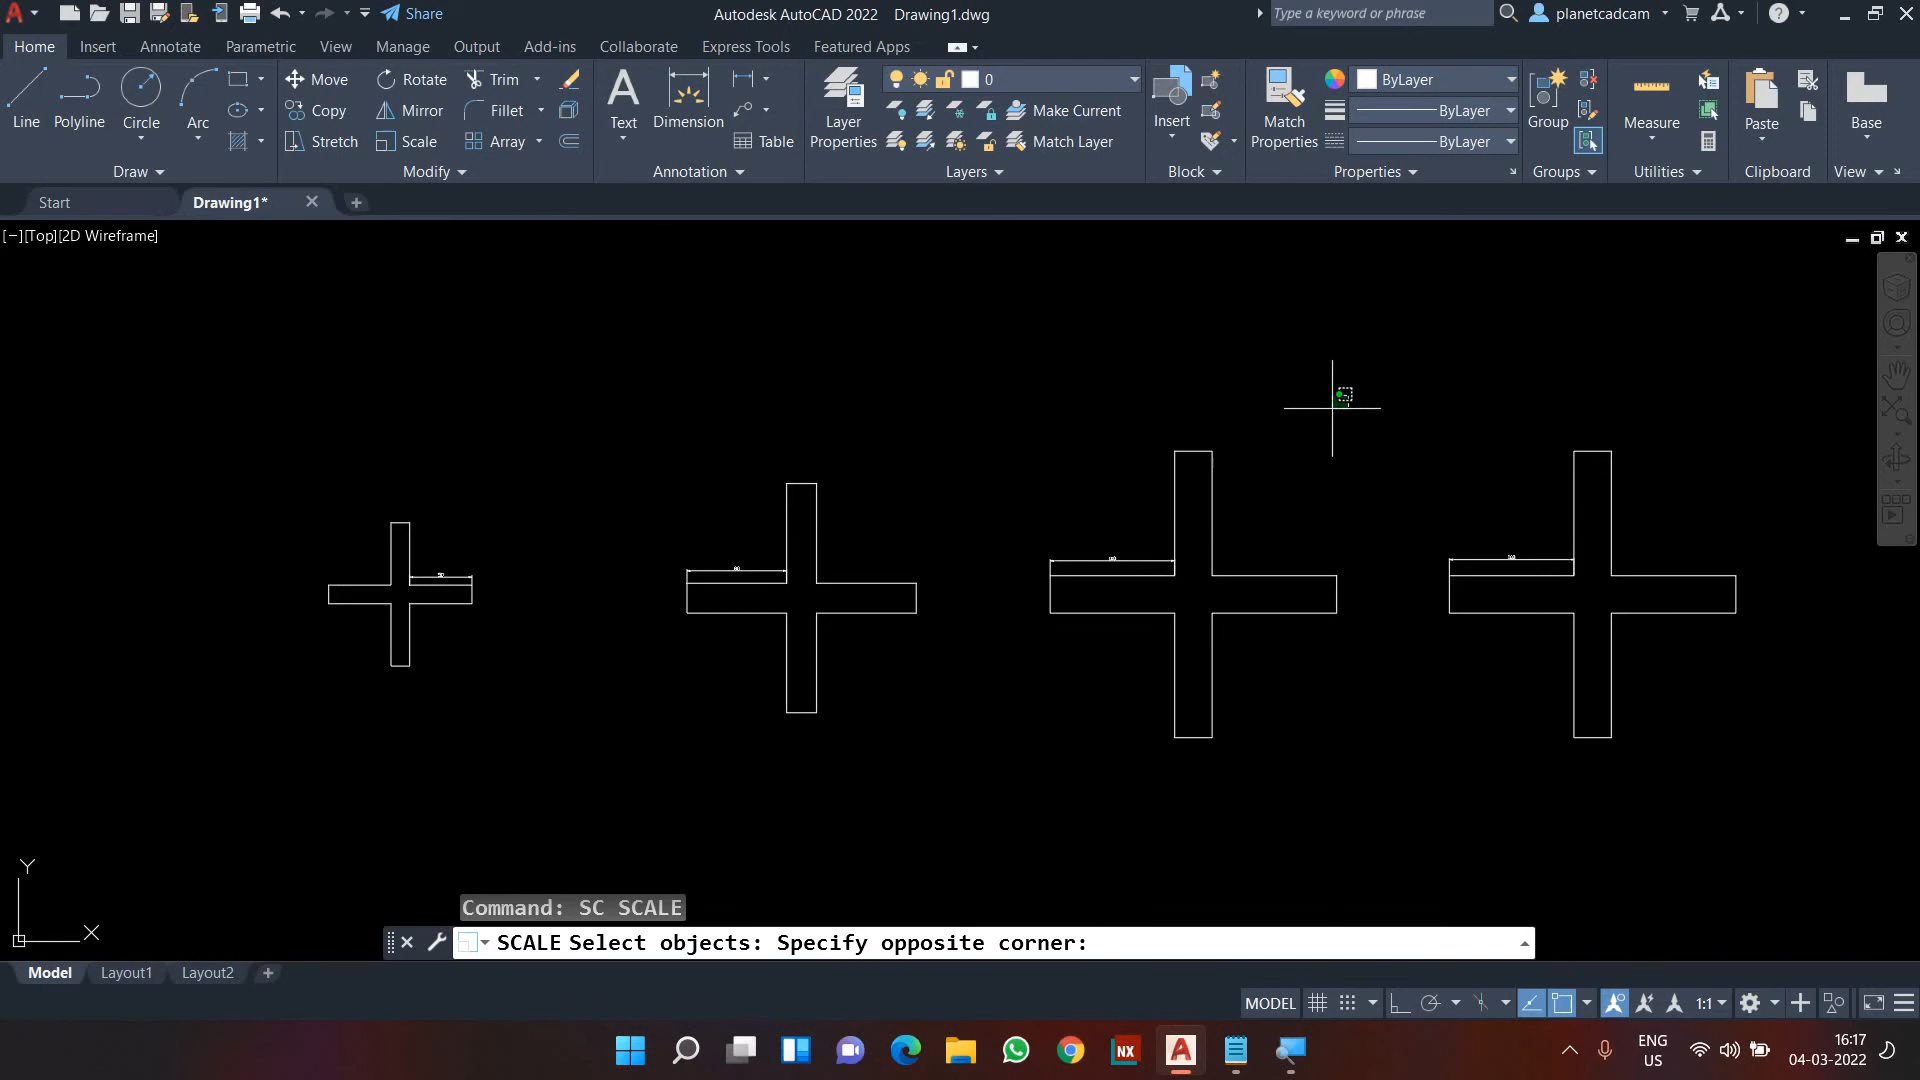 Share
Autodesk AutoCAD 2022 Drawing1.dwg
Type a keyword or phrase
planetcadcam
Home Insert Annotate Parametric View Manage Output Add-ins Collaborate Express Tools Featured Apps
Line Polyline Circle Arc
Draw
Move Rotate Trim
Copy Mirror Fillet
Stretch Scale Array
Modify
Text Dimension Table
Annotation
Layer Properties
0
Make Current
Match Layer
Layers
Insert
Block
Match Properties
ByLayer
ByLayer
ByLayer
Properties
Group
Groups
Measure
Utilities
Paste
Clipboard
Base
View
Start Drawing1*
[−][Top][2D Wireframe]
Y
X
Command: SC SCALE
SCALE Select objects: Specify opposite corner:
Model Layout1 Layout2
MODEL 1:1
NX
ENG
US
16:17
04-03-2022